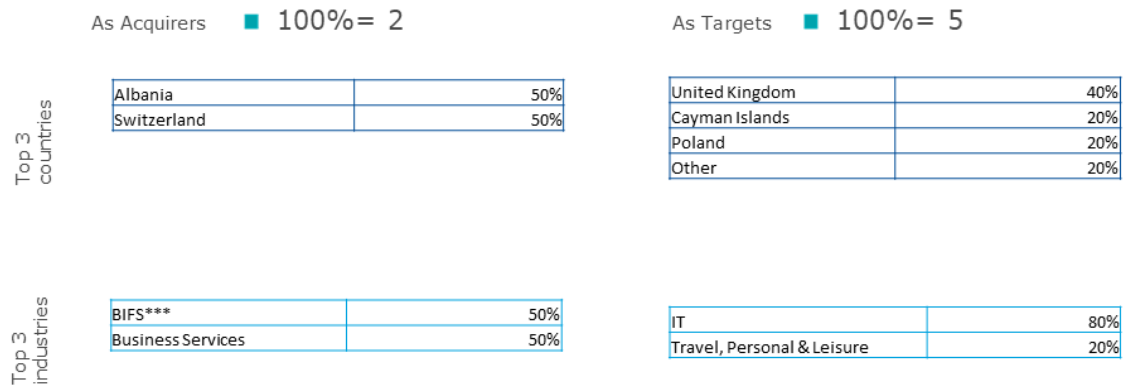 As Acquirers 100%= 2
As Targets 100%= 5
Top 3
countries
Albania 50%
Switzerland 50%
United Kingdom 40%
Cayman Islands 20%
Poland 20%
Other 20%
Top 3
industries
BIFS*** 50%
Business Services 50%
IT 80%
Travel, Personal & Leisure 20%